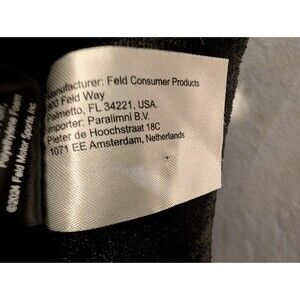 Manufacturer: Feld Consumer Products
800 Feld Way
Palmetto, FL 34221, USA.
Importer: Paralimni B.V.
Pieter de Hoochstraat 18C
1071 EE Amsterdam, Netherlands
©2024 Feld Motor Sports, Inc.